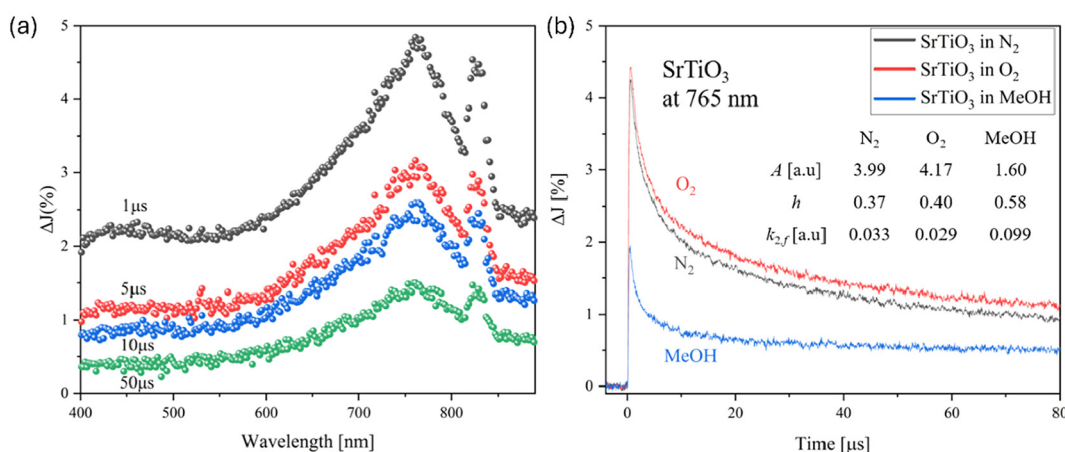 (a)
5
4
3
2
1
0
ΔJ(%)
1μs
5μs
10μs
50μs
400 500 600 700 800
Wavelength [nm]
(b)
5
4
3
2
1
0
ΔJ [%]
SrTiO3
at 765 nm
SrTiO3 in N2
SrTiO3 in O2
SrTiO3 in MeOH
N2 O2 MeOH
A [a.u] 3.99 4.17 1.60
h 0.37 0.40 0.58
k2,f [a.u] 0.033 0.029 0.099
O2
N2
MeOH
0 20 40 60 80
Time [μs]